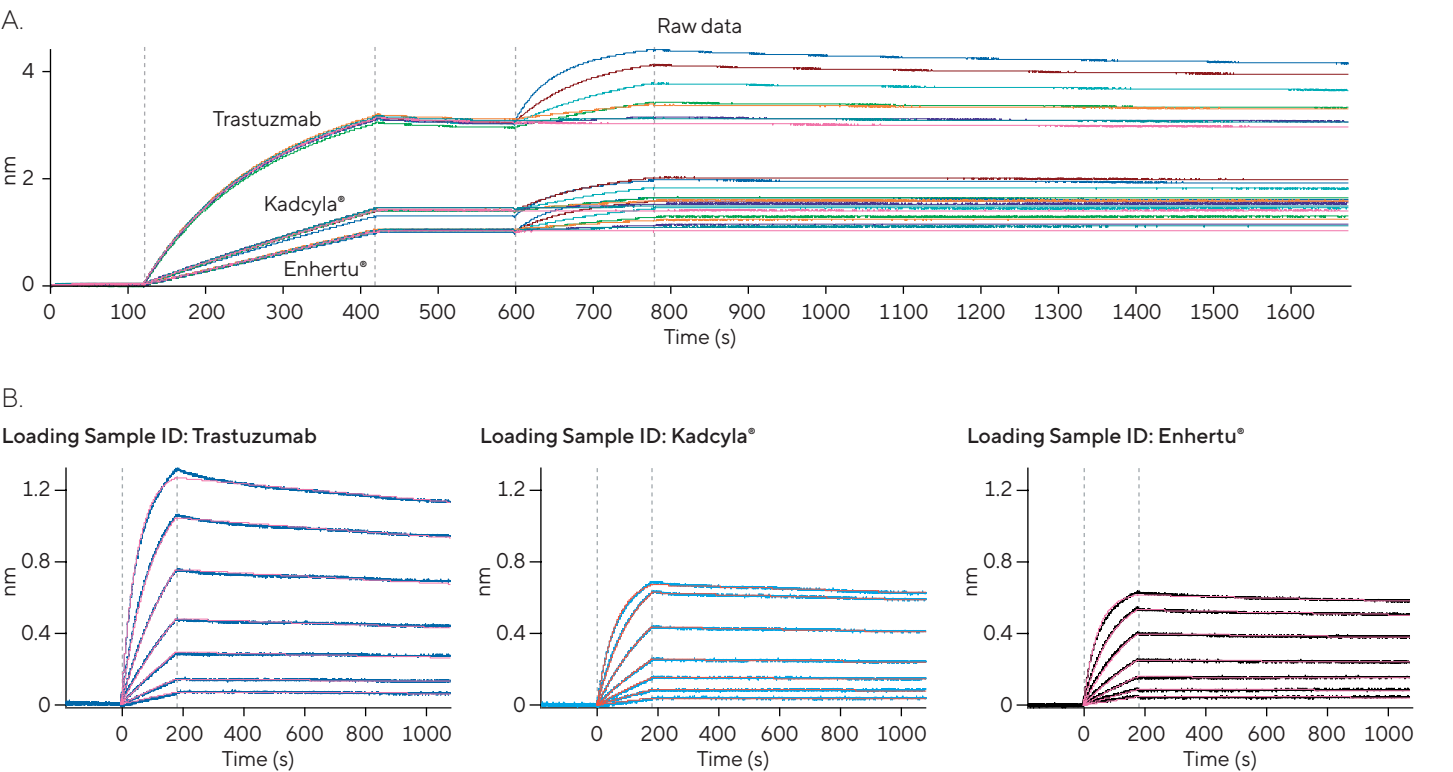 A.
Raw data
4
Trastuzmab
nm
2
Kadcyla®
Enhertu®
0
0 100 200 300 400 500 600 700 800 900 1000 1100 1200 1300 1400 1500 1600
Time (s)
B.
Loading Sample ID: Trastuzumab
1.2
0.8
nm
0.4
0
0 200 400 600 800 1000
Time (s)
Loading Sample ID: Kadcyla®
1.2
0.8
nm
0.4
0
0 200 400 600 800 1000
Time (s)
Loading Sample ID: Enhertu®
1.2
0.8
nm
0.4
0
0 200 400 600 800 1000
Time (s)